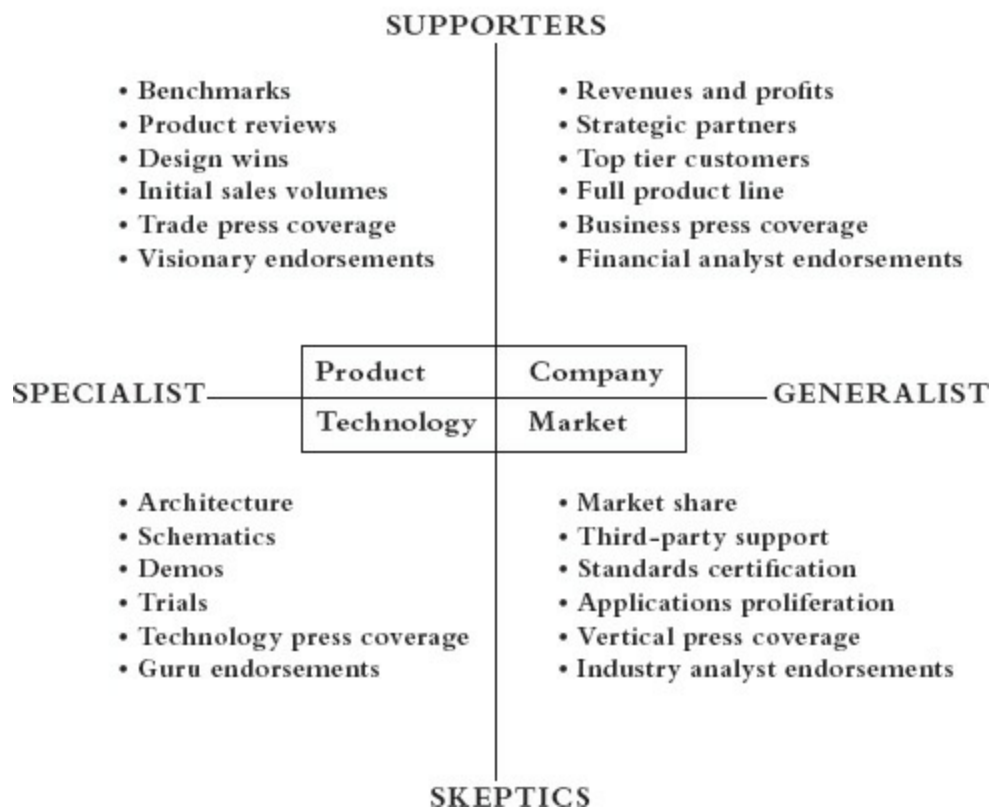 SUPPORTERS
• Benchmarks
• Product reviews
• Design wins
• Initial sales volumes
• Trade press coverage
• Visionary endorsements
• Revenues and profits
• Strategic partners
• Top tier customers
• Full product line
• Business press coverage
• Financial analyst endorsements
Product
Company
SPECIALIST
GENERALIST
Technology
Market
• Architecture
• Schematics
• Demos
• Trials
• Technology press coverage
• Guru endorsements
• Market share
• Third-party support
• Standards certification
• Applications proliferation
• Vertical press coverage
• Industry analyst endorsements
SKEPTICS